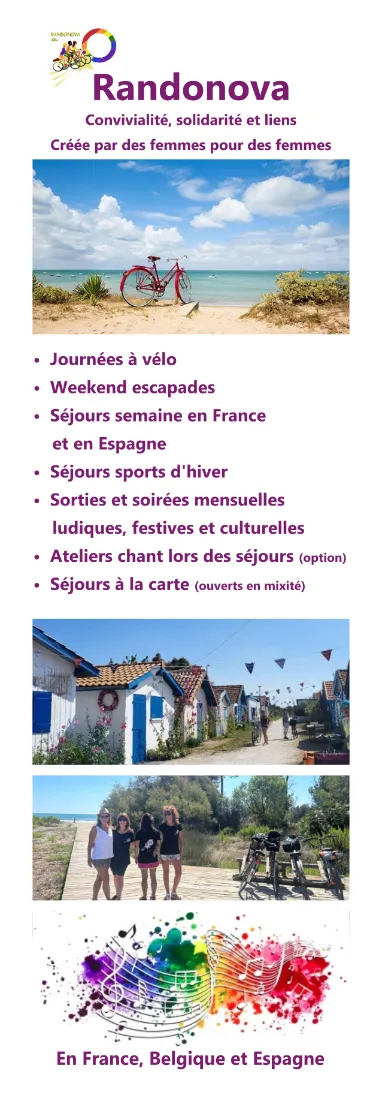 RANDONOVA
Randonova
Convivialité, solidarité et liens
Créée par des femmes pour des femmes
• Journées à vélo
• Weekend escapades
• Séjours semaine en France
et en Espagne
• Séjours sports d'hiver
• Sorties et soirées mensuelles
ludiques, festives et culturelles
• Ateliers chant lors des séjours (option)
• Séjours à la carte (ouverts en mixité)
En France, Belgique et Espagne